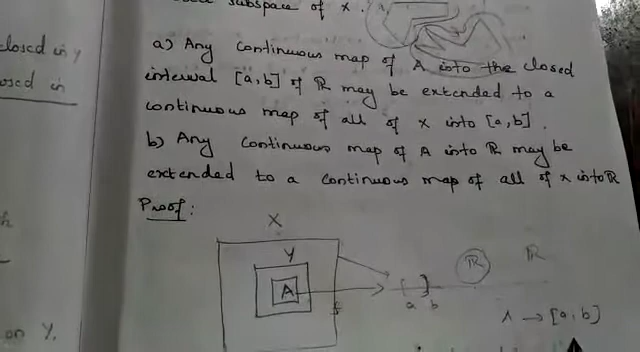 subspace of x.
closed in y
osed in
a) Any continuous map of A into the closed
interval [a,b] of ℝ may be extended to a
continuous map of all of x into [a,b].
b) Any continuous map of A into ℝ may be
extended to a continuous map of all of x into ℝ
Proof:
X
Y
A
[ ]
a b
ℝ
ℝ
A → [a,b]
on Y.